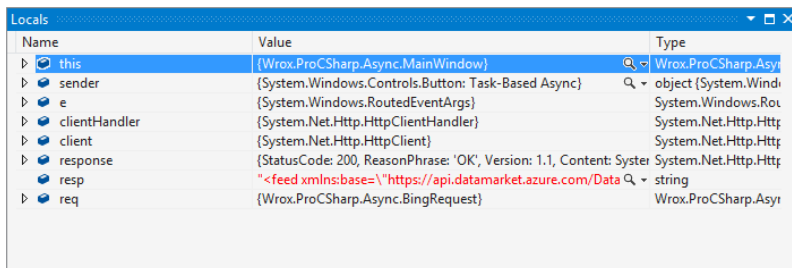 Locals
Name Value Type
this {Wrox.ProCSharp.Async.MainWindow} Wrox.ProCSharp.Asyn
sender {System.Windows.Controls.Button: Task-Based Async} object {System.Windo
e {System.Windows.RoutedEventArgs} System.Windows.Rou
clientHandler {System.Net.Http.HttpClientHandler} System.Net.Http.Http
client {System.Net.Http.HttpClient} System.Net.Http.Http
response {StatusCode: 200, ReasonPhrase: 'OK', Version: 1.1, Content: System System.Net.Http.Http
resp "<feed xmlns:base=\"https://api.datamarket.azure.com/Data string
req {Wrox.ProCSharp.Async.BingRequest} Wrox.ProCSharp.Asyn